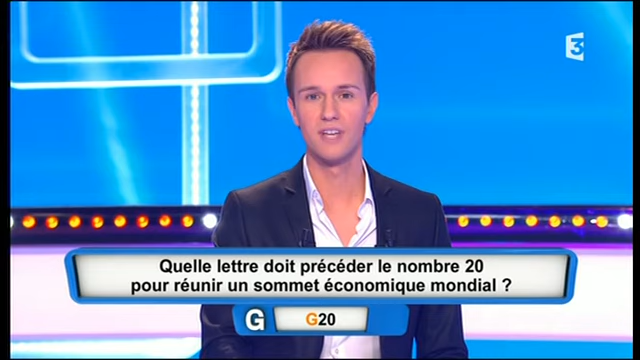 3
Quelle lettre doit précéder le nombre 20
pour réunir un sommet économique mondial ?
G G20